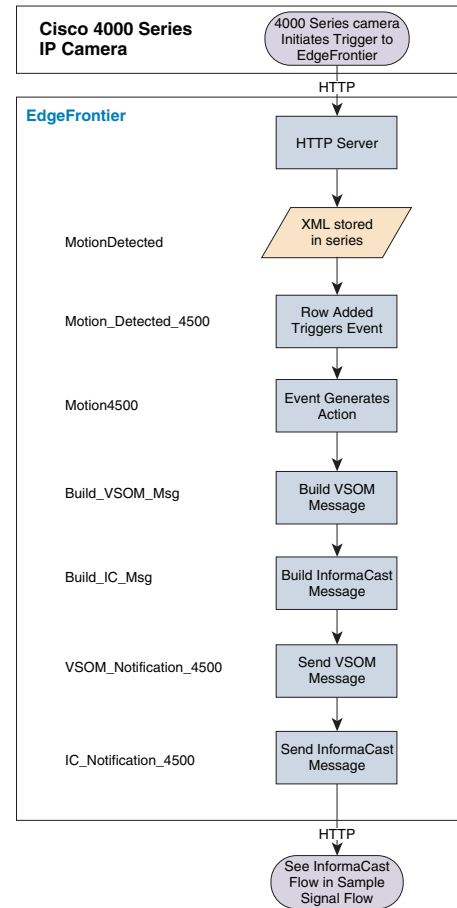 Cisco 4000 Series
IP Camera
4000 Series camera
Initiates Trigger to
EdgeFrontier
HTTP
EdgeFrontier
HTTP Server
MotionDetected
XML stored
in series
Motion_Detected_4500
Row Added
Triggers Event
Motion4500
Event Generates
Action
Build_VSOM_Msg
Build VSOM
Message
Build_IC_Msg
Build InformaCast
Message
VSOM_Notification_4500
Send VSOM
Message
IC_Notification_4500
Send InformaCast
Message
HTTP
See InformaCast
Flow in Sample
Signal Flow